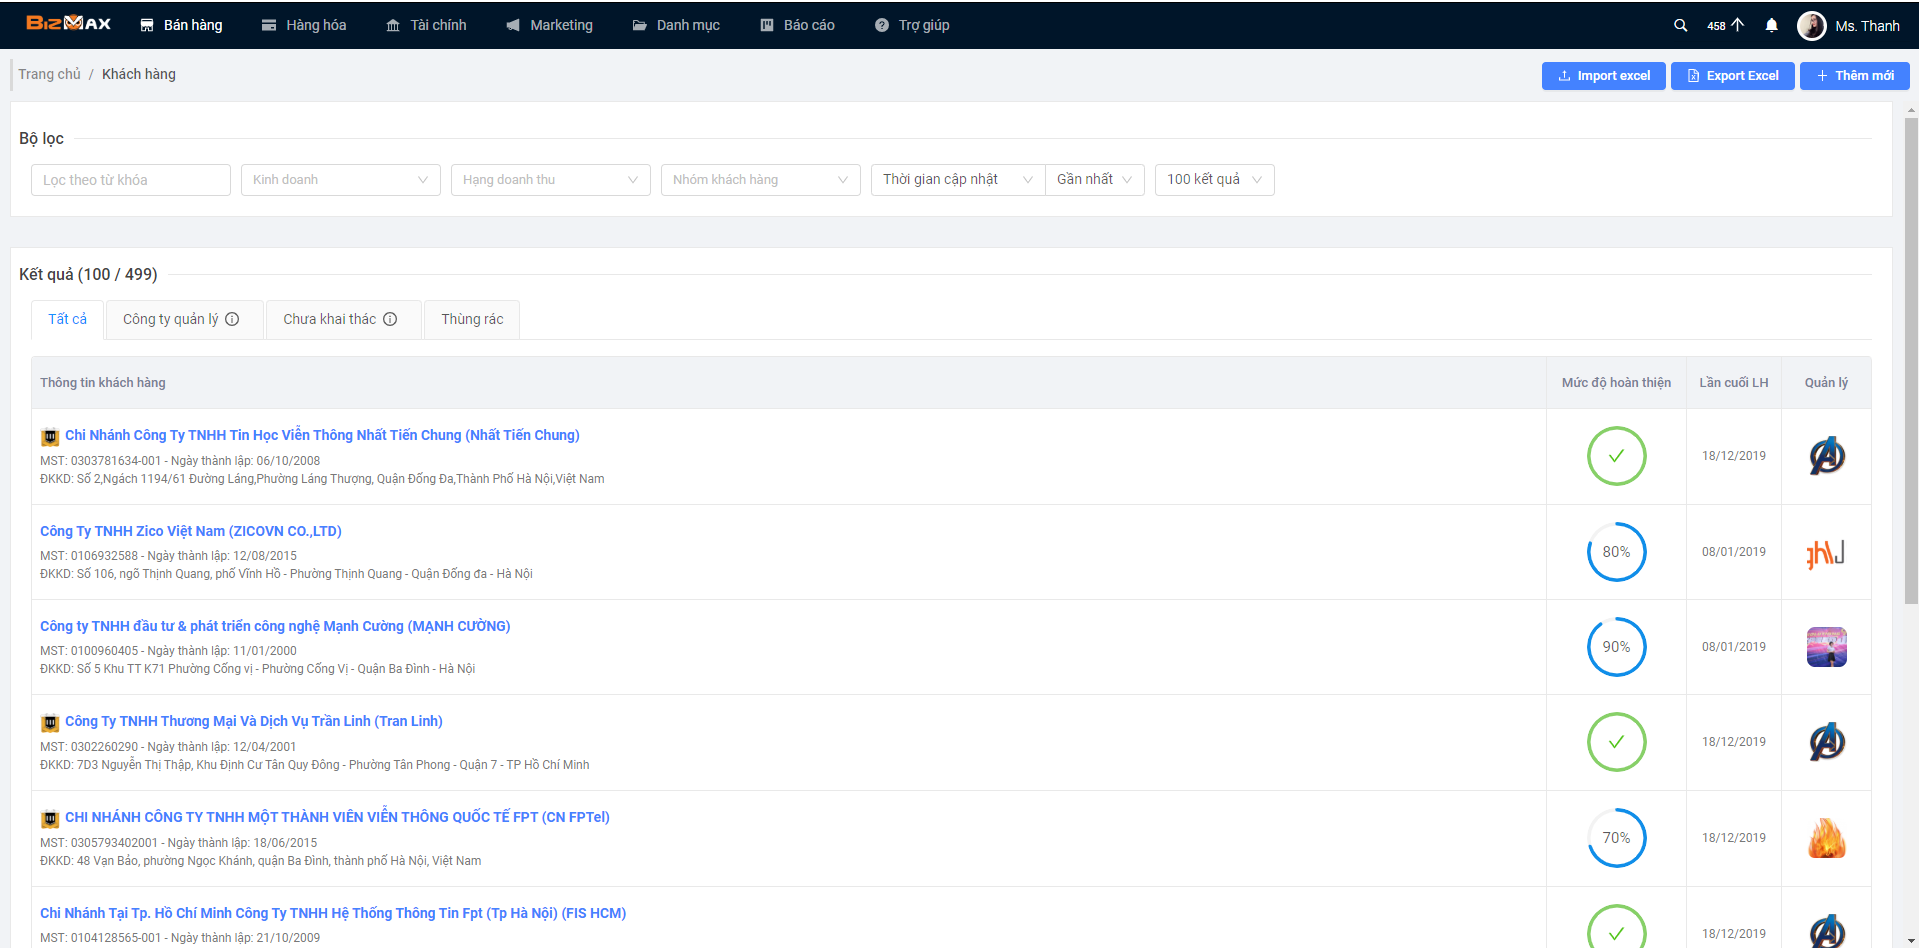 BIZMAX
Bán hàng
Hàng hóa
Tài chính
Marketing
Danh mục
Báo cáo
Trợ giúp
458
Ms. Thanh
Trang chủ / Khách hàng
Import excel
Export Excel
Thêm mới
Bộ lọc
Lọc theo từ khóa
Kinh doanh
Hạng doanh thu
Nhóm khách hàng
Thời gian cập nhật
Gần nhất
100 kết quả
Kết quả (100 / 499)
Tất cả
Công ty quản lý
Chưa khai thác
Thùng rác
Thông tin khách hàng
Mức độ hoàn thiện
Lần cuối LH
Quản lý
Chi Nhánh Công Ty TNHH Tin Học Viễn Thông Nhất Tiến Chung (Nhất Tiến Chung)
MST: 0303781634-001 - Ngày thành lập: 06/10/2008
ĐKKD: Số 2,Ngách 1194/61 Đường Láng,Phường Láng Thượng, Quận Đống Đa,Thành Phố Hà Nội,Việt Nam
18/12/2019
Công Ty TNHH Zico Việt Nam (ZICOVN CO.,LTD)
MST: 0106932588 - Ngày thành lập: 12/08/2015
ĐKKD: Số 106, ngõ Thịnh Quang, phố Vĩnh Hồ - Phường Thịnh Quang - Quận Đống đa - Hà Nội
80%
08/01/2019
Công ty TNHH đầu tư & phát triển công nghệ Mạnh Cường (MẠNH CƯỜNG)
MST: 0100960405 - Ngày thành lập: 11/01/2000
ĐKKD: Số 5 Khu TT K71 Phường Cống vị - Phường Cống Vị - Quận Ba Đình - Hà Nội
90%
08/01/2019
Công Ty TNHH Thương Mại Và Dịch Vụ Trần Linh (Tran Linh)
MST: 0302260290 - Ngày thành lập: 12/04/2001
ĐKKD: 7D3 Nguyễn Thị Thập, Khu Định Cư Tân Quy Đông - Phường Tân Phong - Quận 7 - TP Hồ Chí Minh
18/12/2019
CHI NHÁNH CÔNG TY TNHH MỘT THÀNH VIÊN VIỄN THÔNG QUỐC TẾ FPT (CN FPTel)
MST: 0305793402001 - Ngày thành lập: 18/06/2015
ĐKKD: 48 Vạn Bảo, phường Ngọc Khánh, quận Ba Đình, thành phố Hà Nội, Việt Nam
70%
18/12/2019
Chi Nhánh Tại Tp. Hồ Chí Minh Công Ty TNHH Hệ Thống Thông Tin Fpt (Tp Hà Nội) (FIS HCM)
MST: 0104128565-001 - Ngày thành lập: 21/10/2009
18/12/2019